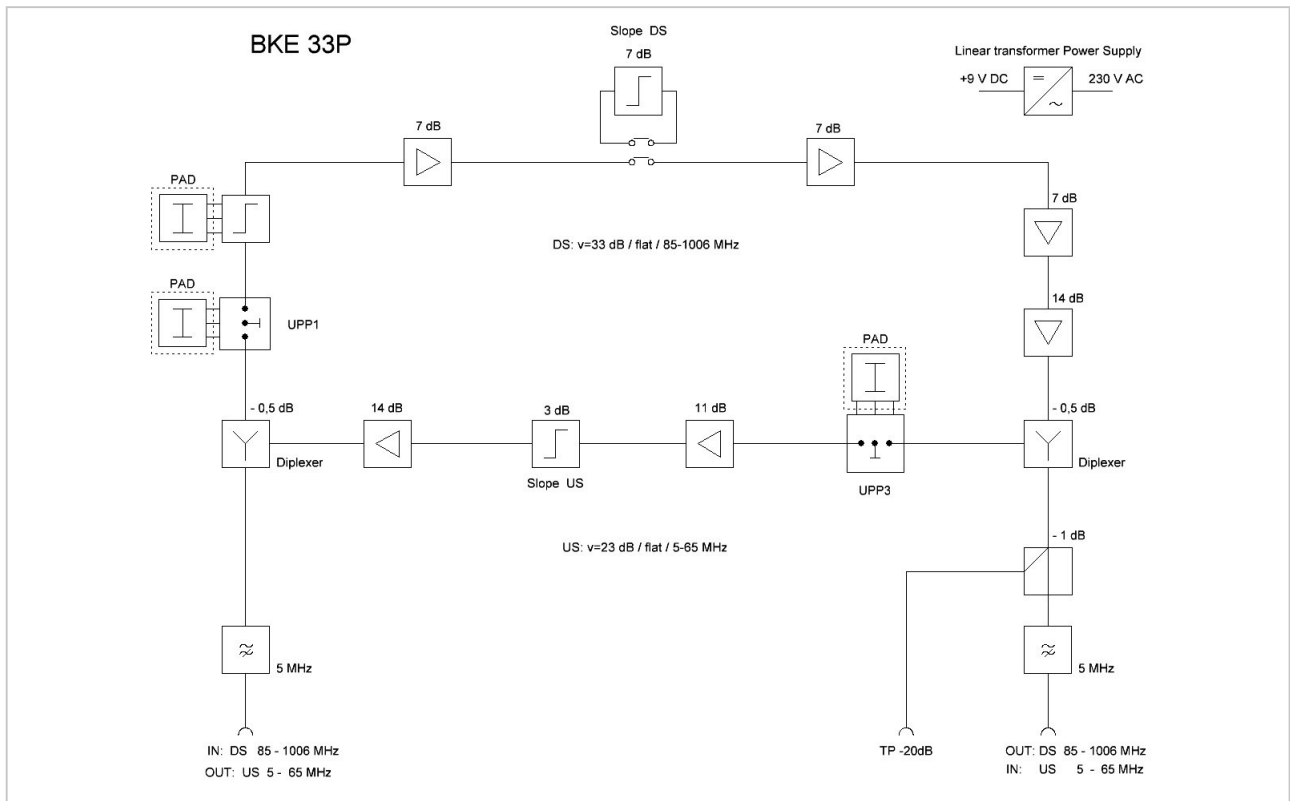 BKE 33P
Slope DS
7 dB
Linear transformer Power Supply
+9 V DC
230 V AC
7 dB
7 dB
PAD
7 dB
DS: v=33 dB / flat / 85-1006 MHz
PAD
UPP1
14 dB
PAD
- 0,5 dB
14 dB
3 dB
11 dB
- 0,5 dB
Diplexer
Slope US
UPP3
Diplexer
US: v=23 dB / flat / 5-65 MHz
- 1 dB
5 MHz
5 MHz
IN: DS 85 - 1006 MHz
OUT: US 5 - 65 MHz
TP -20dB
OUT: DS 85 - 1006 MHz
IN: US 5 - 65 MHz